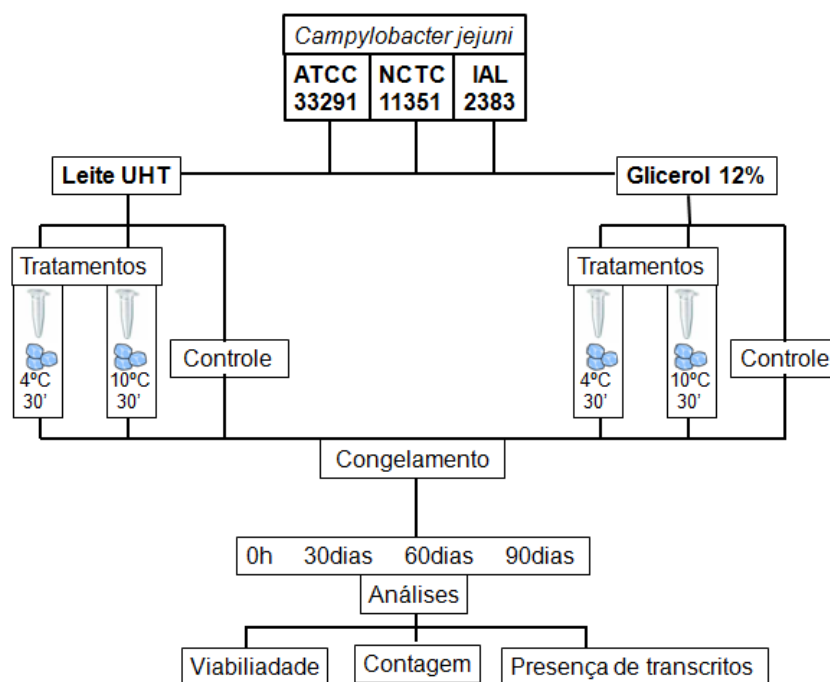 Campylobacter jejuni
ATCC 33291
NCTC 11351
IAL 2383
Leite UHT
Glicerol 12%
Tratamentos
4ºC
30'
10ºC
30'
Controle
Tratamentos
4ºC
30'
10ºC
30'
Controle
Congelamento
0h 30dias 60dias 90dias
Análises
Viabiliadade
Contagem
Presença de transcritos